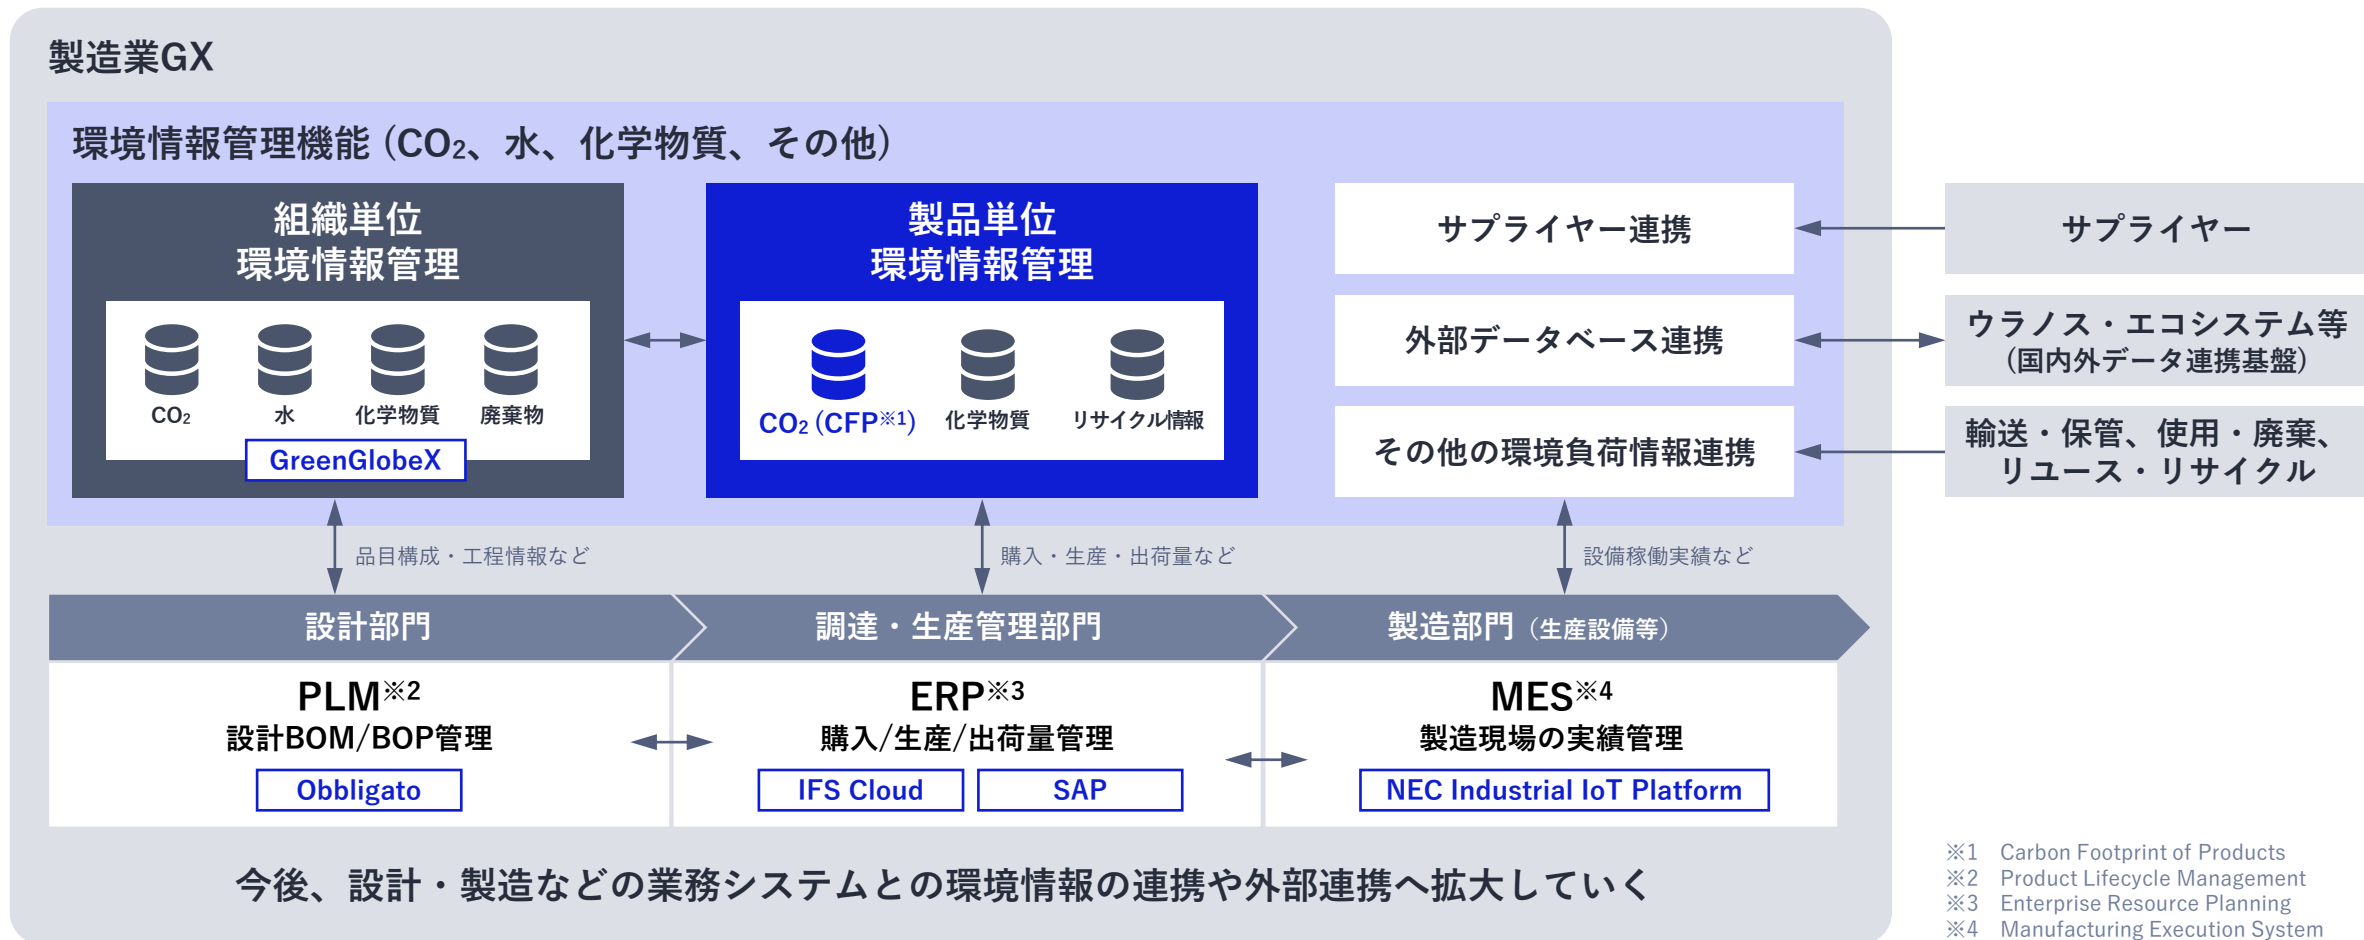 製造業GX
環境情報管理機能 (CO₂、水、化学物質、その他)
組織単位
環境情報管理
CO₂
水
化学物質
廃棄物
GreenGlobeX
製品単位
環境情報管理
CO₂ (CFP※1)
化学物質
リサイクル情報
サプライヤー連携
外部データベース連携
その他の環境負荷情報連携
サプライヤー
ウラノス・エコシステム等
(国内外データ連携基盤)
輸送・保管、使用・廃棄、
リユース・リサイクル
品目構成・工程情報など
購入・生産・出荷量など
設備稼働実績など
設計部門
調達・生産管理部門
製造部門（生産設備等）
PLM※2
設計BOM/BOP管理
Obbligato
ERP※3
購入/生産/出荷量管理
IFS Cloud
SAP
MES※4
製造現場の実績管理
NEC Industrial IoT Platform
今後、設計・製造などの業務システムとの環境情報の連携や外部連携へ拡大していく
※1 Carbon Footprint of Products
※2 Product Lifecycle Management
※3 Enterprise Resource Planning
※4 Manufacturing Execution System